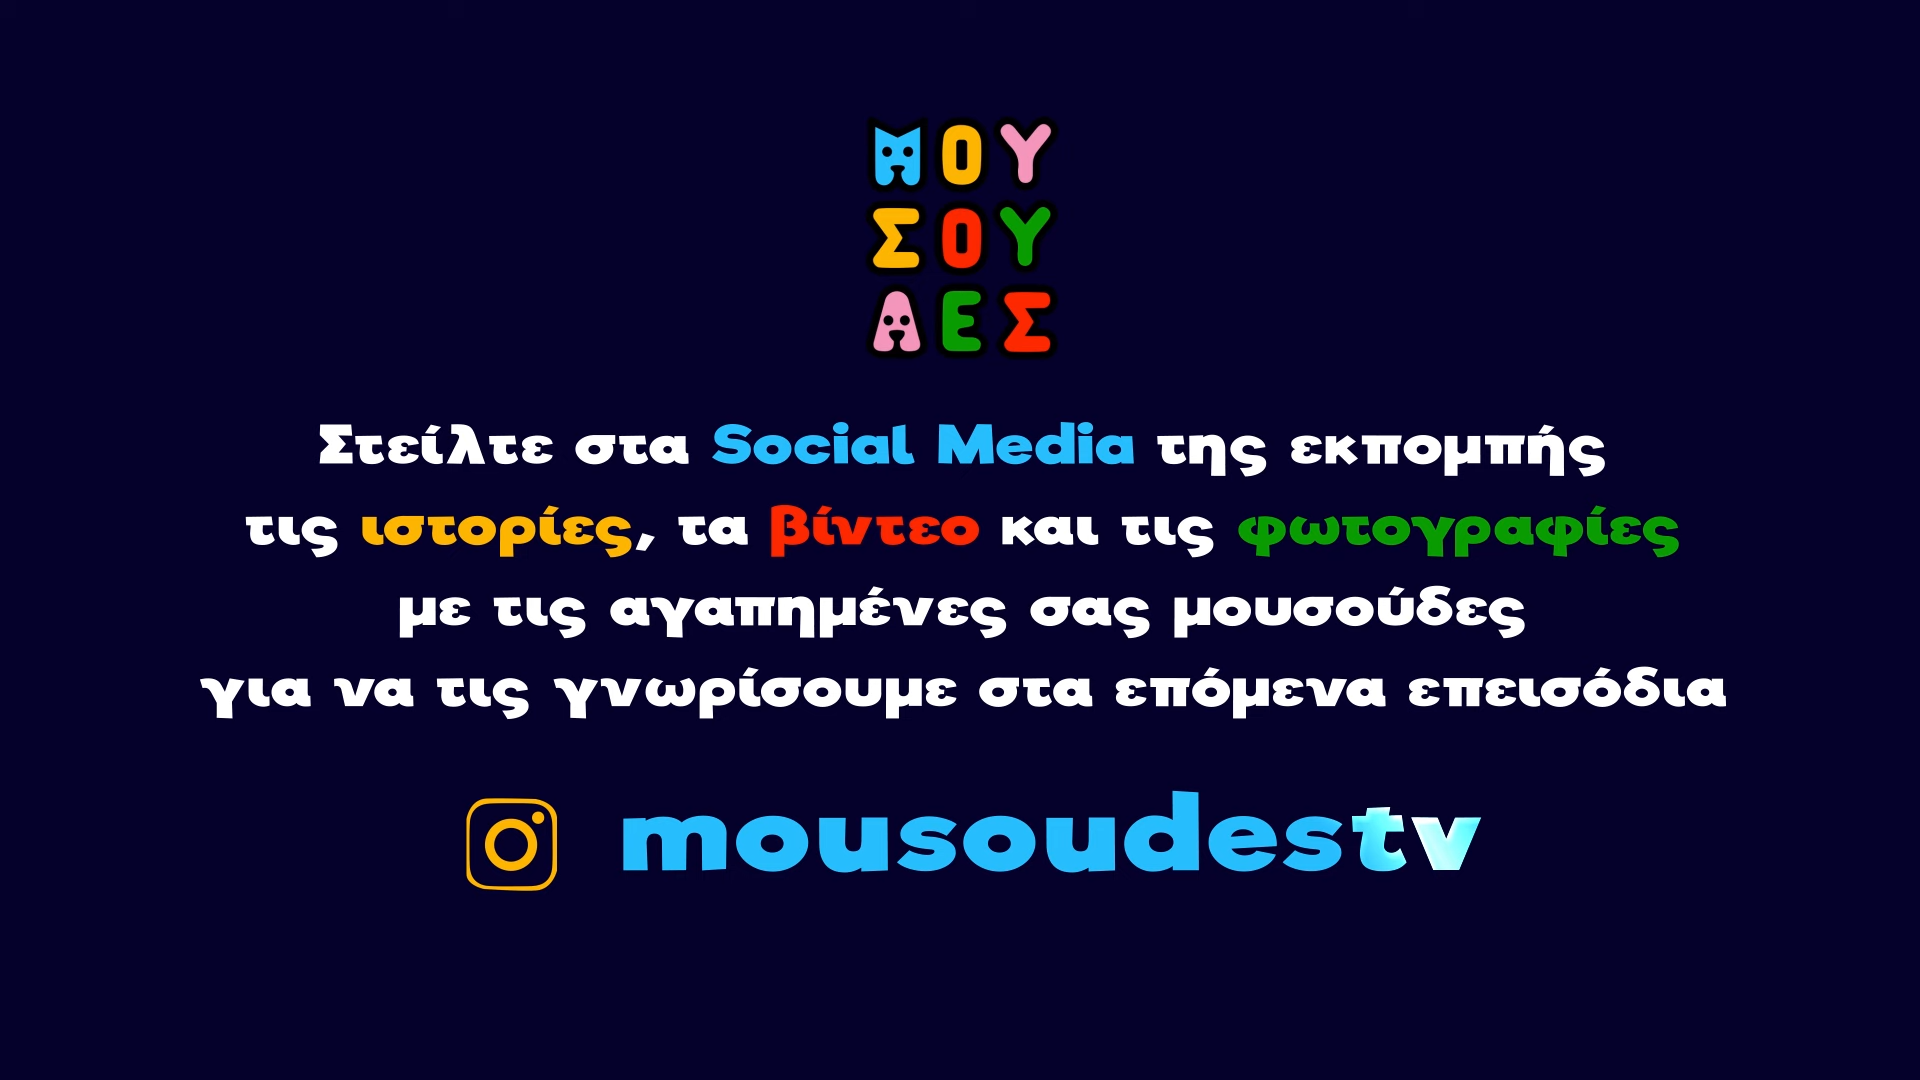 ΜΟΥ
ΣΟΥ
ΔΕΣ
Στείλτε στα Social Media της εκπομπής
τις ιστορίες, τα βίντεο και τις φωτογραφίες
με τις αγαπημένες σας μουσούδες
για να τις γνωρίσουμε στα επόμενα επεισόδια
mousoudestv